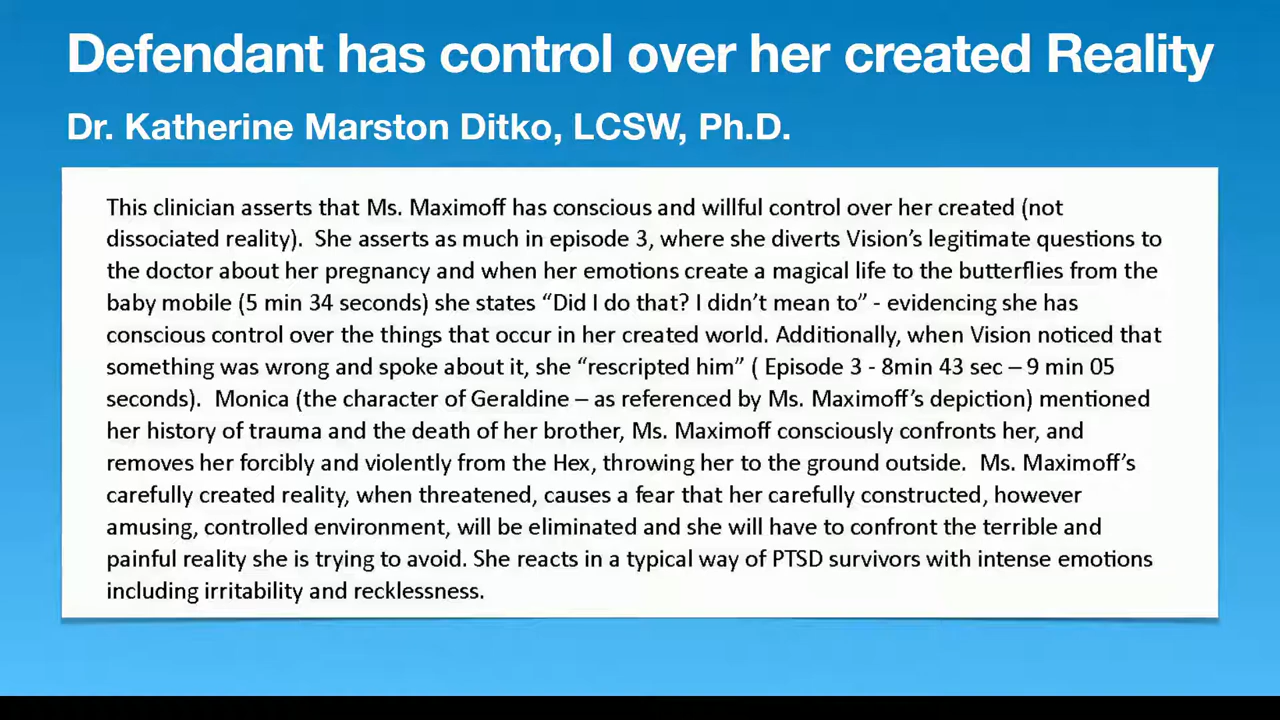 Defendant has control over her created Reality
Dr. Katherine Marston Ditko, LCSW, Ph.D.
This clinician asserts that Ms. Maximoff has conscious and willful control over her created (not
dissociated reality).  She asserts as much in episode 3, where she diverts Vision’s legitimate questions to
the doctor about her pregnancy and when her emotions create a magical life to the butterflies from the
baby mobile (5 min 34 seconds) she states “Did I do that? I didn’t mean to” - evidencing she has
conscious control over the things that occur in her created world. Additionally, when Vision noticed that
something was wrong and spoke about it, she “rescripted him” ( Episode 3 - 8min 43 sec – 9 min 05
seconds).  Monica (the character of Geraldine – as referenced by Ms. Maximoff’s depiction) mentioned
her history of trauma and the death of her brother, Ms. Maximoff consciously confronts her, and
removes her forcibly and violently from the Hex, throwing her to the ground outside.  Ms. Maximoff’s
carefully created reality, when threatened, causes a fear that her carefully constructed, however
amusing, controlled environment, will be eliminated and she will have to confront the terrible and
painful reality she is trying to avoid. She reacts in a typical way of PTSD survivors with intense emotions
including irritability and recklessness.